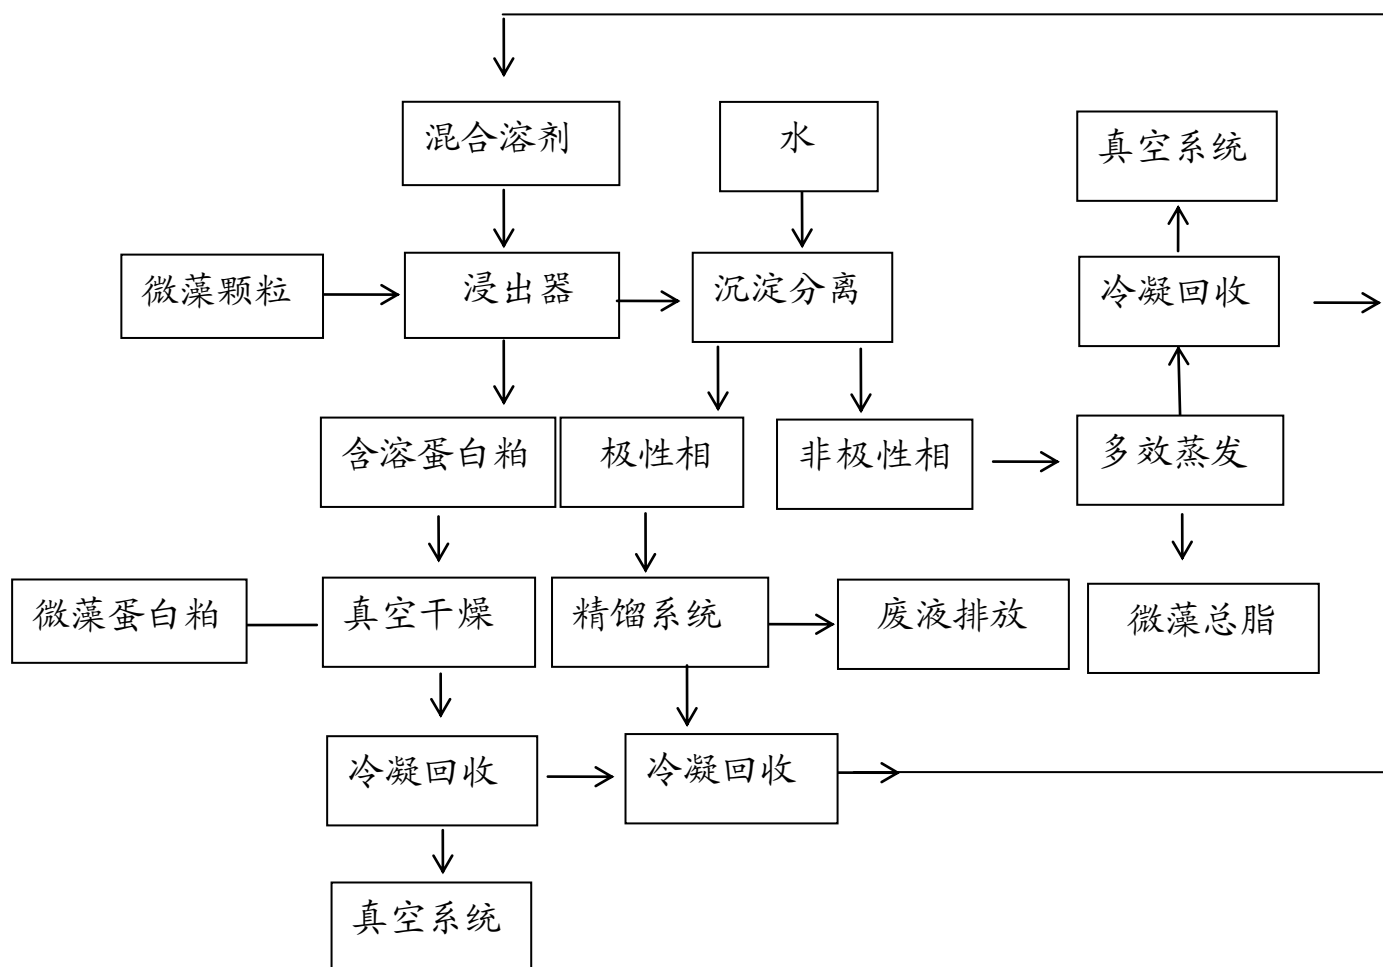 混合溶剂
水
真空系统
微藻颗粒
浸出器
沉淀分离
冷凝回收
含溶蛋白粕
极性相
非极性相
多效蒸发
微藻蛋白粕
真空干燥
精馏系统
废液排放
微藻总脂
冷凝回收
冷凝回收
真空系统